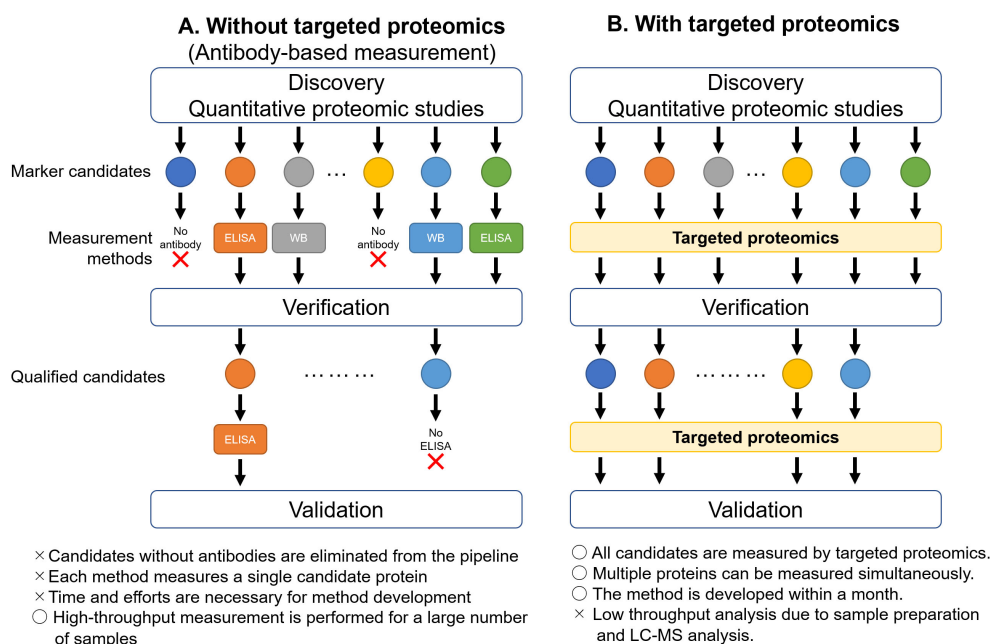 A. Without targeted proteomics
(Antibody-based measurement)
Discovery
Quantitative proteomic studies
Marker candidates
...
Measurement
methods
No
antibody
ELISA
WB
No
antibody
WB
ELISA
Verification
Qualified candidates
... ... ...
ELISA
No
ELISA
Validation
× Candidates without antibodies are eliminated from the pipeline
× Each method measures a single candidate protein
× Time and efforts are necessary for method development
○ High-throughput measurement is performed for a large number
of samples
B. With targeted proteomics
Discovery
Quantitative proteomic studies
...
Targeted proteomics
Verification
... ... ...
Targeted proteomics
Validation
○ All candidates are measured by targeted proteomics.
○ Multiple proteins can be measured simultaneously.
○ The method is developed within a month.
× Low throughput analysis due to sample preparation
and LC-MS analysis.